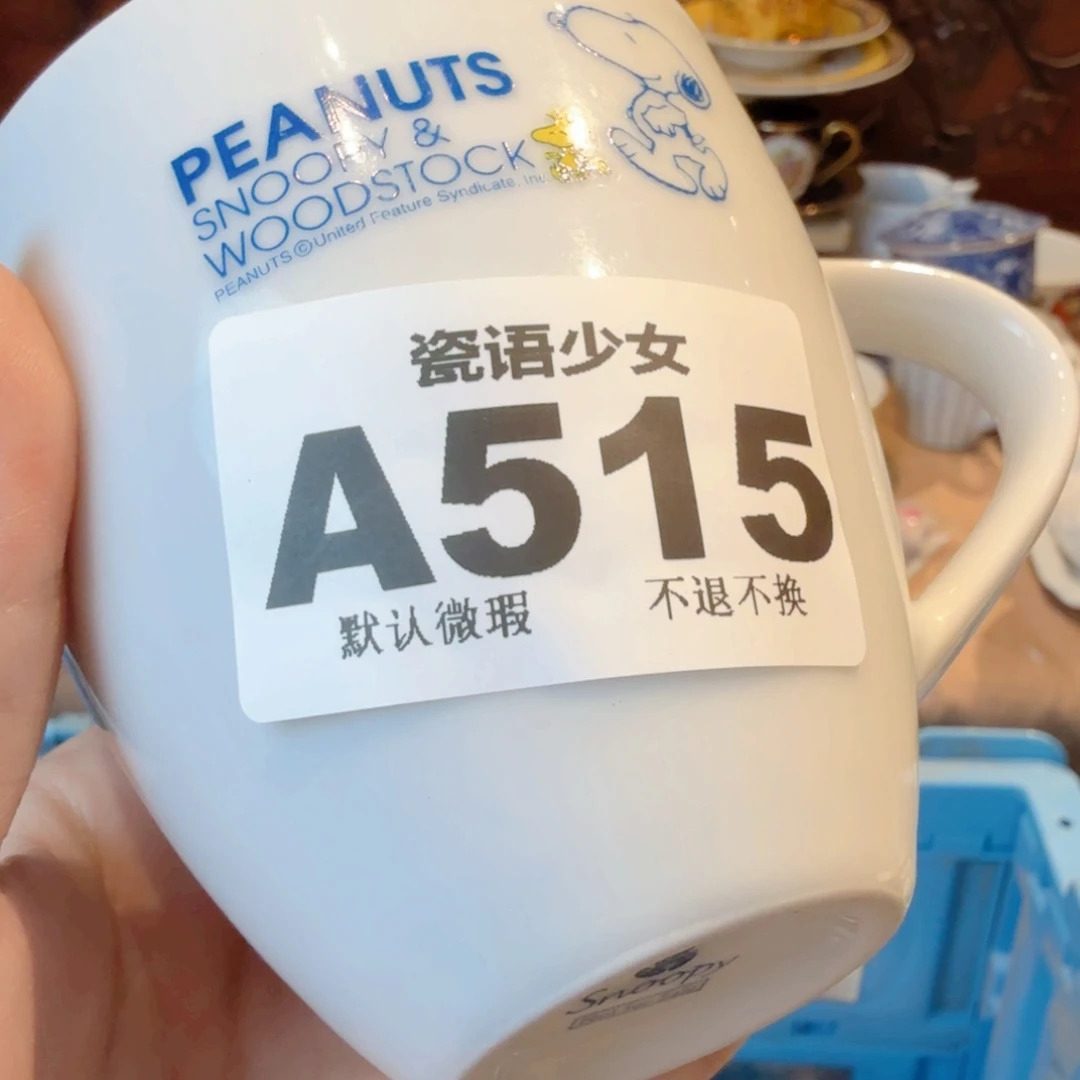 PEANUTS
SNOOPY &
WOODSTOCK
PEANUTS ©United Feature Syndicate, Inc.
瓷语少女
A515
默认微瑕 不退不换
Snoopy